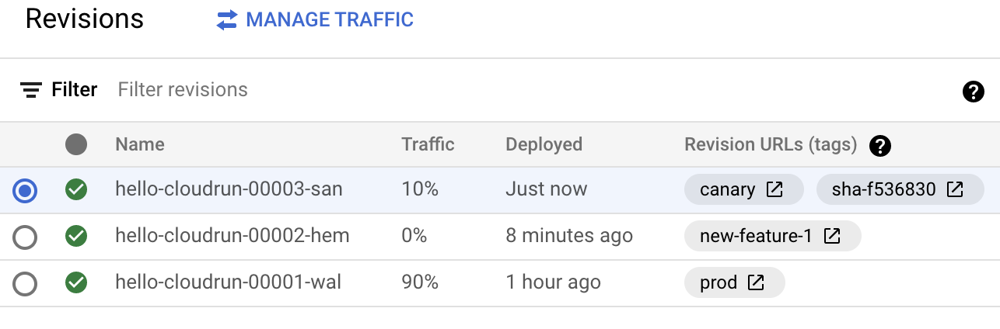 Revisions MANAGE TRAFFIC
Filter Filter revisions
Name Traffic Deployed Revision URLs (tags)
hello-cloudrun-00003-san 10% Just now canary sha-f536830
hello-cloudrun-00002-hem 0% 8 minutes ago new-feature-1
hello-cloudrun-00001-wal 90% 1 hour ago prod